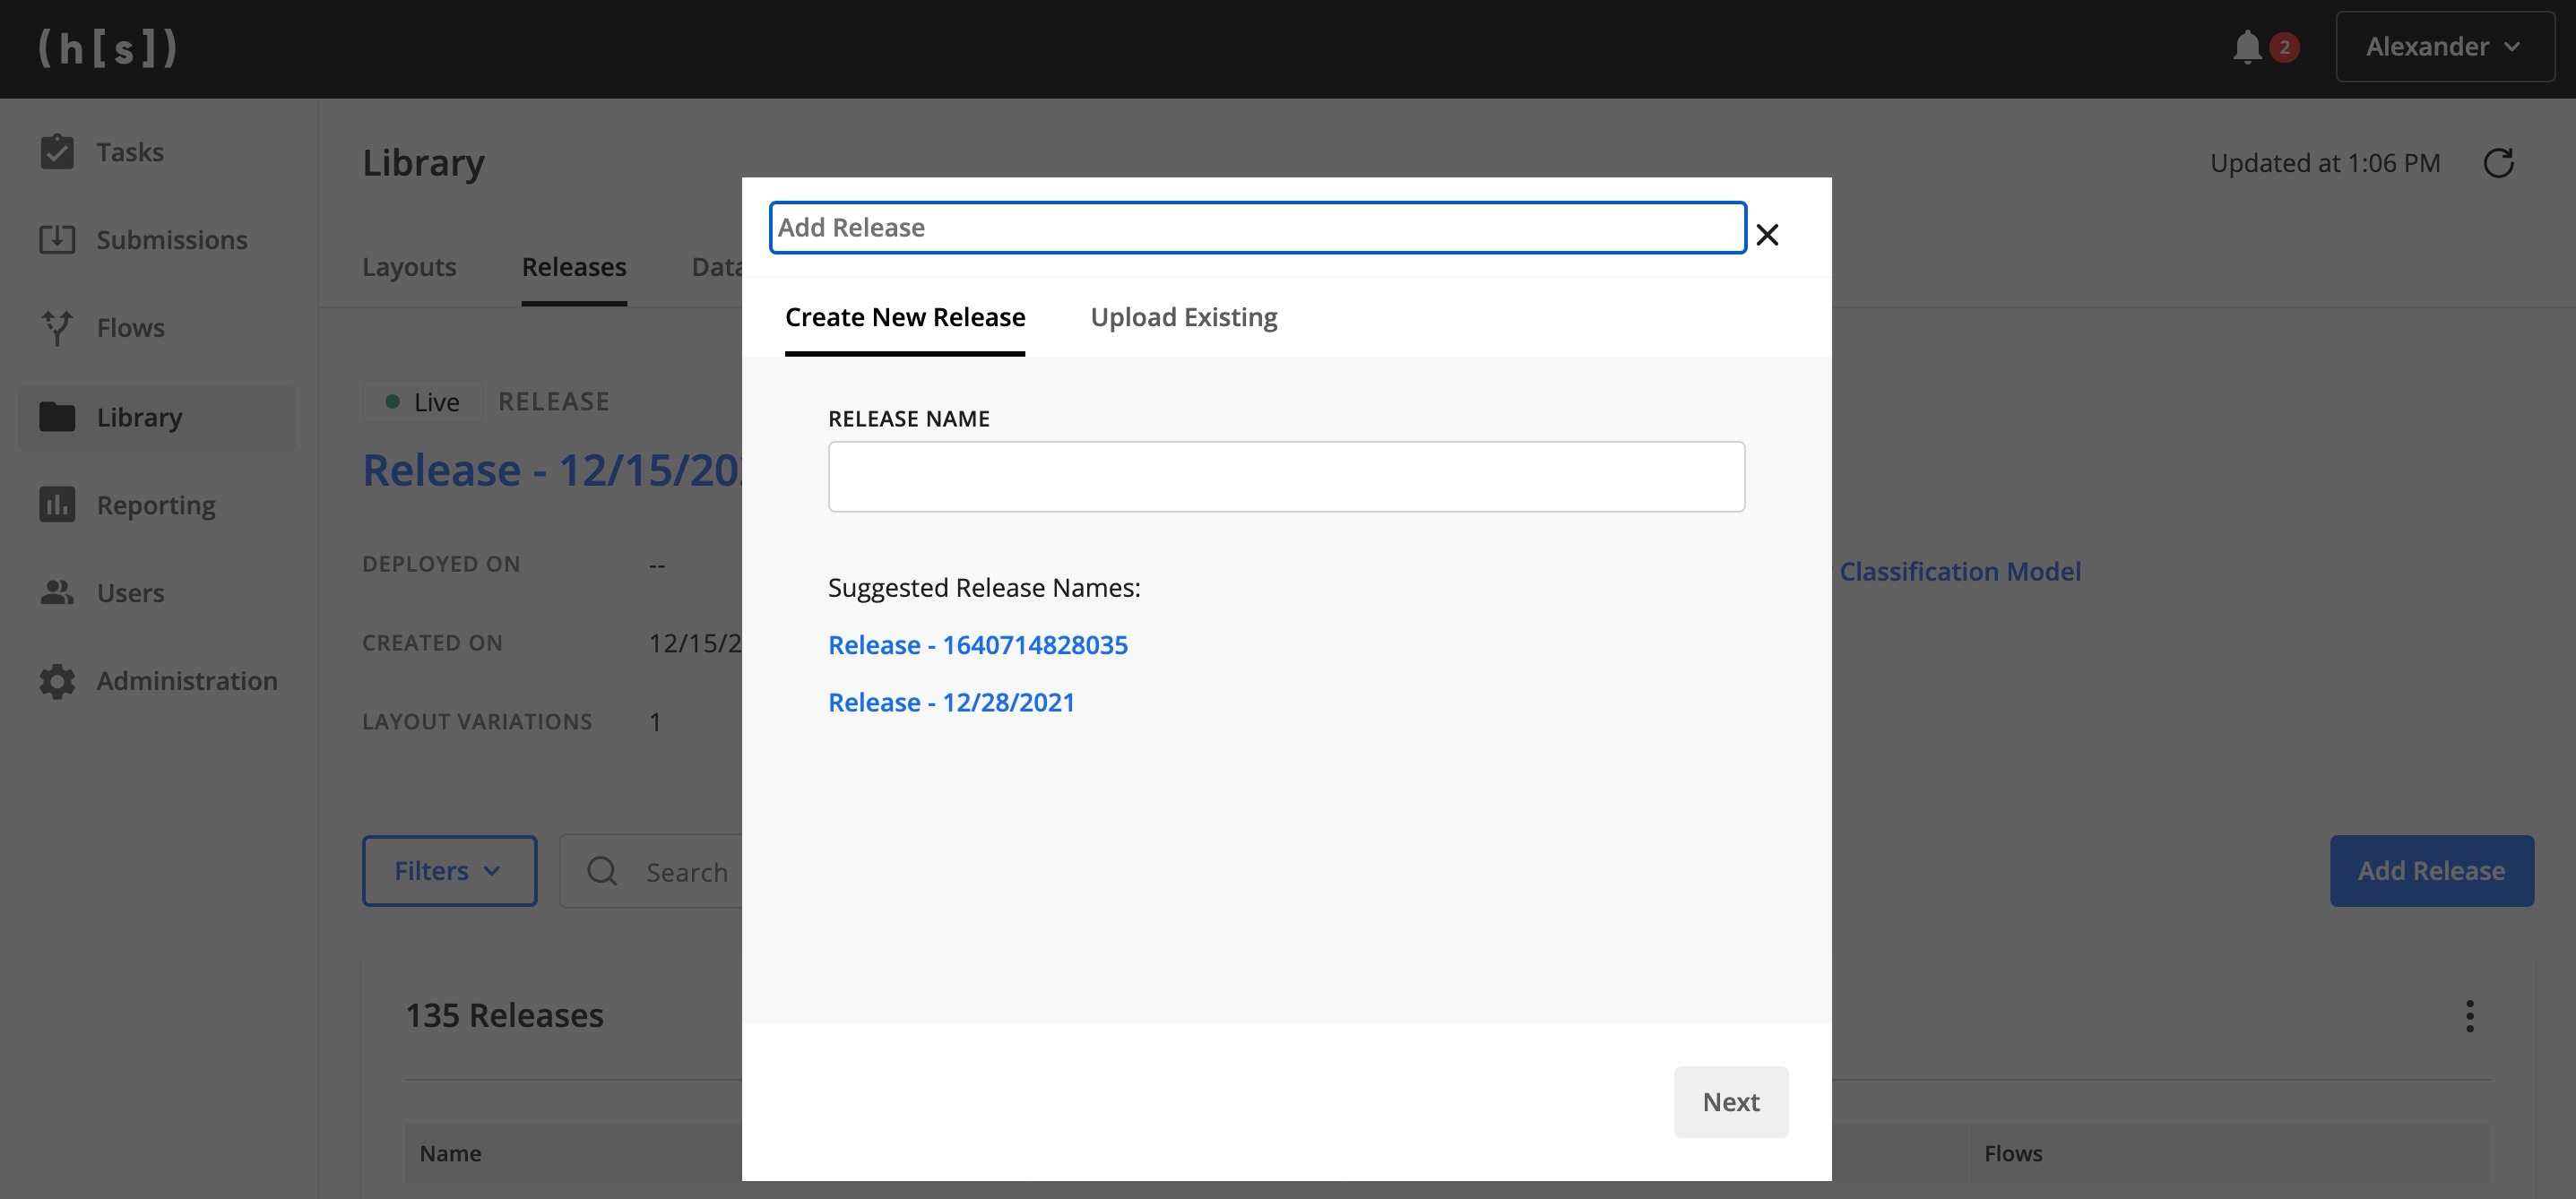 (h[s])
2
Alexander
Tasks
Submissions
Flows
Library
Reporting
Users
Administration
Library
Updated at 1:06 PM
Layouts
Releases
Live
RELEASE
Release - 12/15/20
DEPLOYED ON
--
CREATED ON
12/15/2
LAYOUT VARIATIONS
1
Classification Model
Filters
Search
Add Release
135 Releases
Name
Flows
Add Release
Create New Release
Upload Existing
RELEASE NAME
Suggested Release Names:
Release - 1640714828035
Release - 12/28/2021
Next